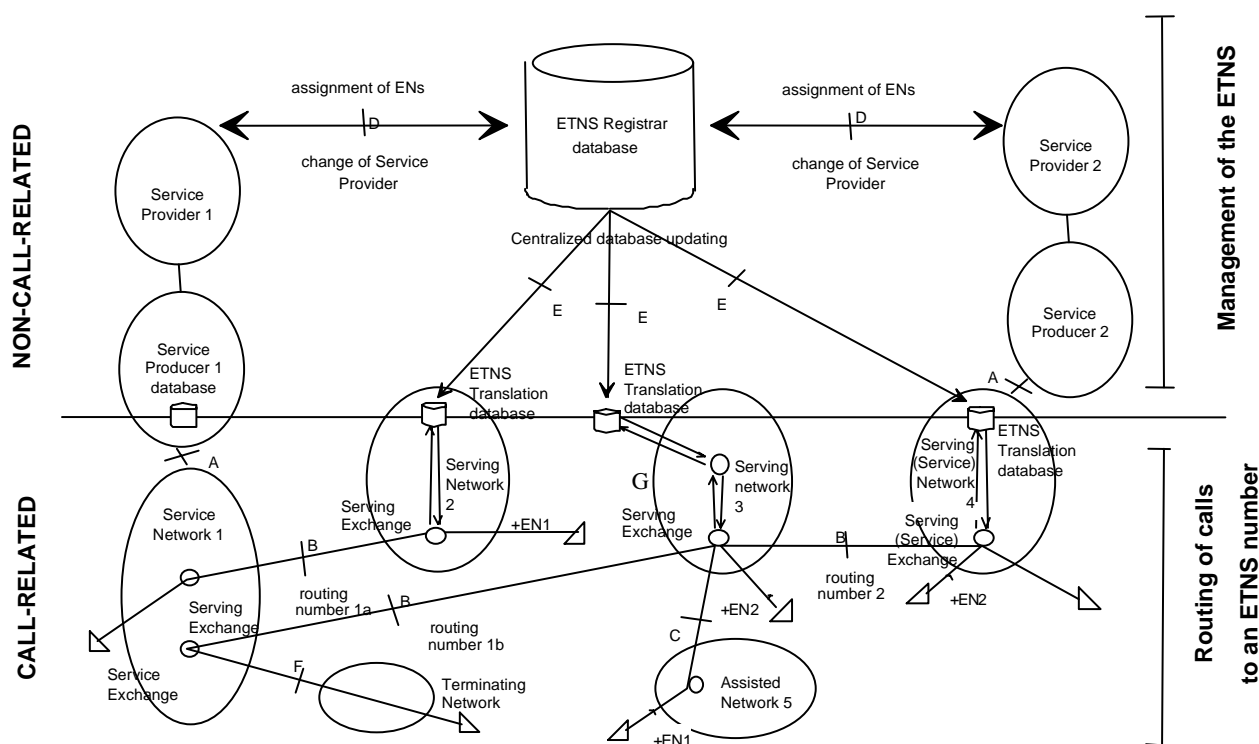 NON-CALL-RELATED
CALL-RELATED
Management of the ETNS
Routing of calls
to an ETNS number
assignment of ENs
D
change of Service
Provider
ETNS Registrar
database
assignment of ENs
D
change of Service
Provider
Service
Provider 1
Service
Provider 2
Centralized database updating
E
E
E
Service
Producer 1
database
Service
Producer 2
A
A
ETNS
Translation
database
ETNS
Translation
database
ETNS
Translation
database
Service
Network 1
Serving
Network
2
Serving
Exchange
+EN1
G
Serving
network
3
Serving
Exchange
Serving
(Service)
Network
4
Serving
(Service)
Exchange
B
routing
number 1a
B
routing
number 1b
B
routing
number 2
+EN2
+EN2
Serving
Exchange
Service
Exchange
F
Terminating
Network
C
Assisted
Network 5
+EN1